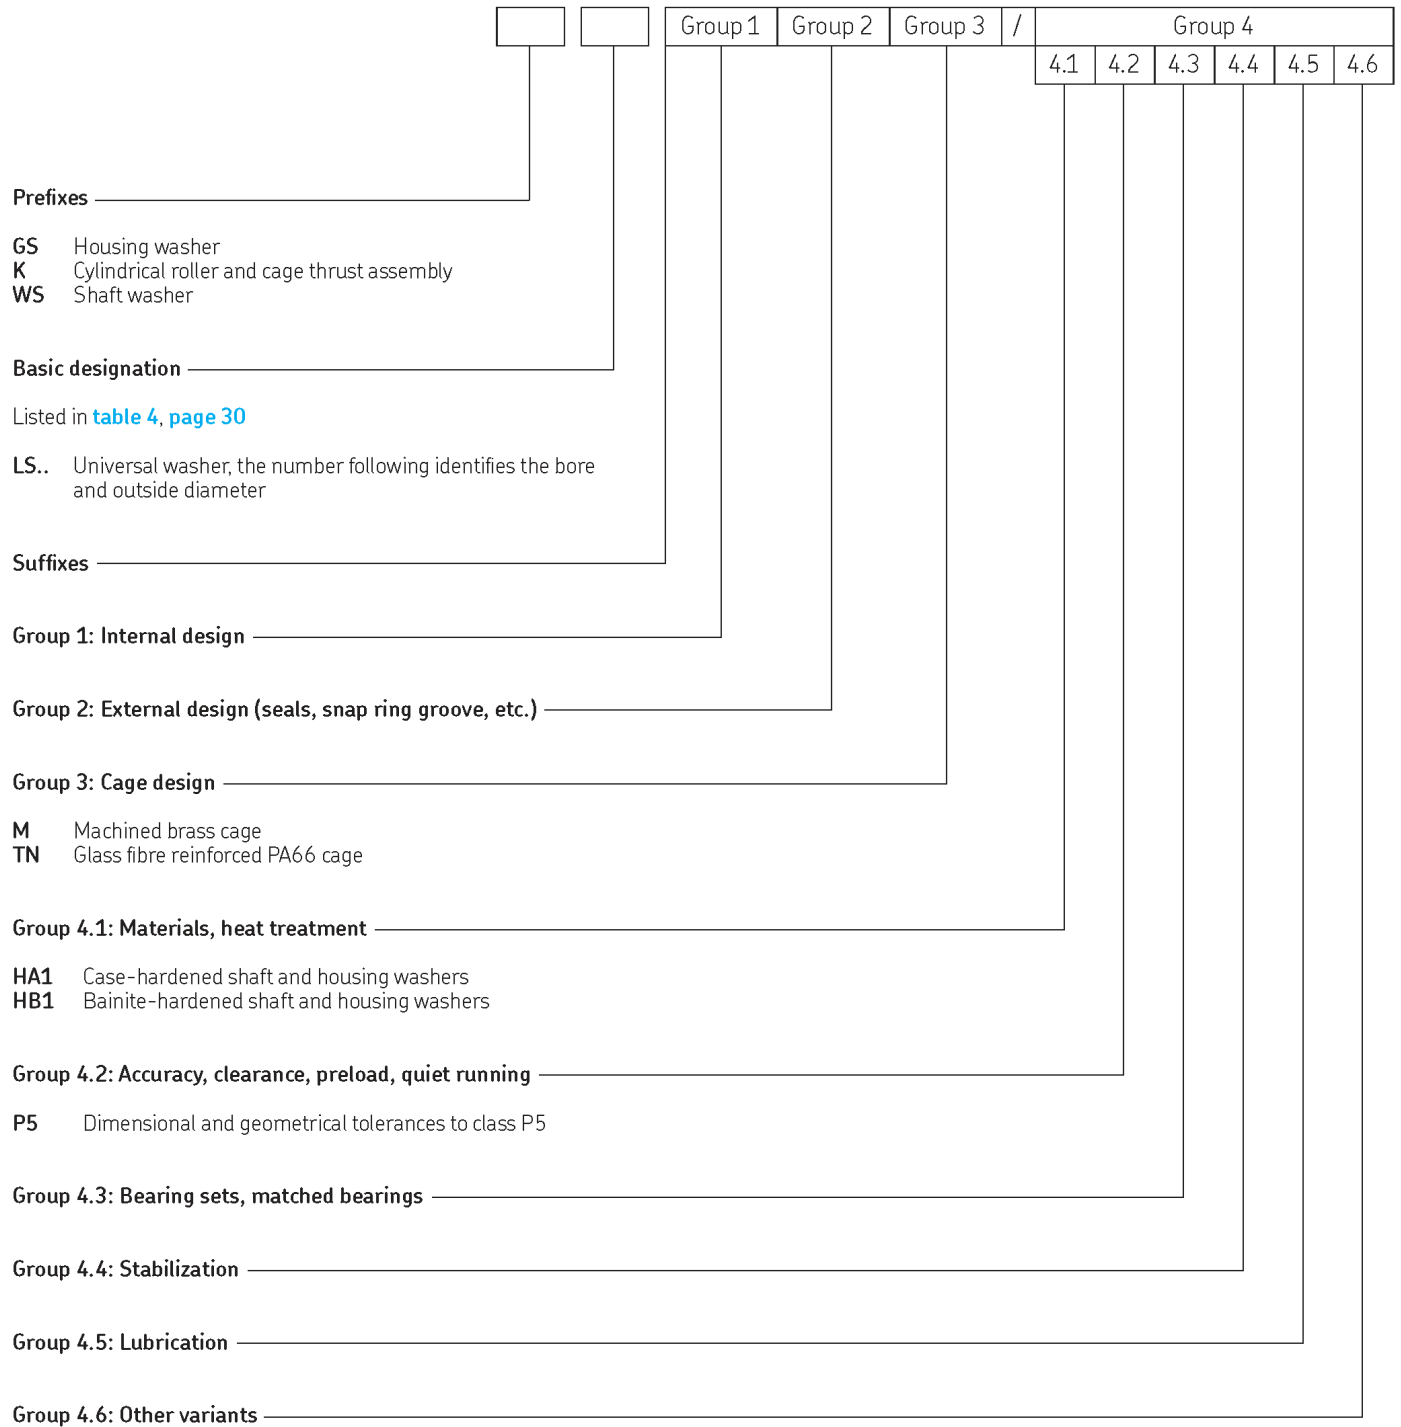 Group 1 Group 2 Group 3 / Group 4
4.1 4.2 4.3 4.4 4.5 4.6
Prefixes
GS Housing washer
K Cylindrical roller and cage thrust assembly
WS Shaft washer
Basic designation
Listed in table 4, page 30
LS.. Universal washer, the number following identifies the bore
and outside diameter
Suffixes
Group 1: Internal design
Group 2: External design (seals, snap ring groove, etc.)
Group 3: Cage design
M Machined brass cage
TN Glass fibre reinforced PA66 cage
Group 4.1: Materials, heat treatment
HA1 Case-hardened shaft and housing washers
HB1 Bainite-hardened shaft and housing washers
Group 4.2: Accuracy, clearance, preload, quiet running
P5 Dimensional and geometrical tolerances to class P5
Group 4.3: Bearing sets, matched bearings
Group 4.4: Stabilization
Group 4.5: Lubrication
Group 4.6: Other variants